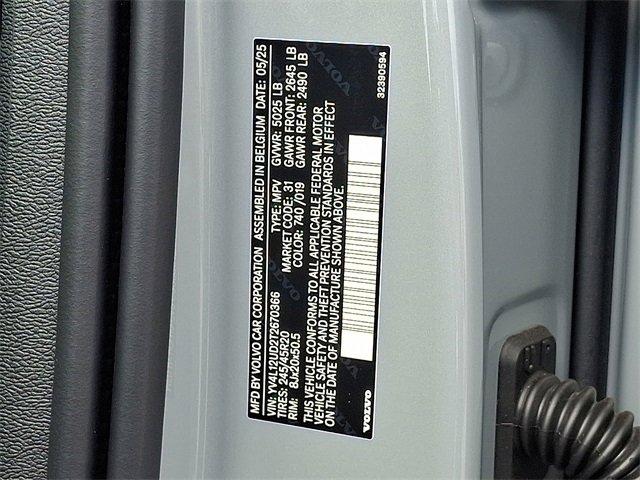 MFD BY VOLVO CAR CORPORATION ASSEMBLED IN BELGIUM DATE: 05/25
VIN: YV4L12UD2T2670366 TYPE: MPV GVWR: 5025 LB
TIRES: 245/45R20 MARKET CODE: 31 GAWR FRONT: 2645 LB
RIM: 8Jx20x50.5 COLOR: 740/019 GAWR REAR: 2490 LB
THIS VEHICLE CONFORMS TO ALL APPLICABLE FEDERAL MOTOR
VEHICLE SAFETY AND THEFT PREVENTION STANDARDS IN EFFECT
ON THE DATE OF MANUFACTURE SHOWN ABOVE.
VOLVO 32390594